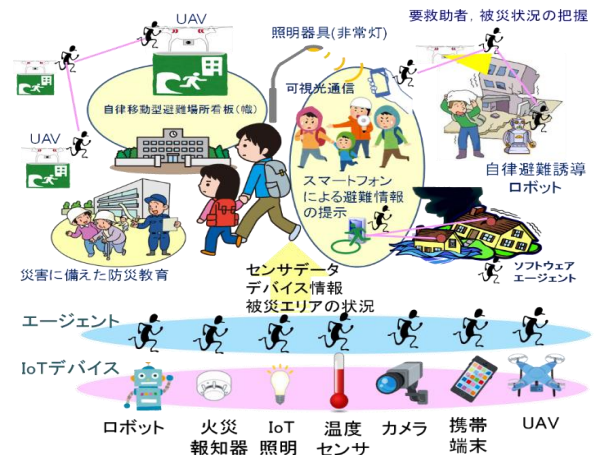 UAV
照明器具(非常灯)
要救助者，被災状況の把握
可視光通信
自律移動型避難場所看板(幟)
UAV
自律避難誘導
ロボット
スマートフォン
による避難情報
の提示
災害に備えた防災教育
センサデータ
デバイス情報
被災エリアの状況
ソフトウェア
エージェント
エージェント
IoTデバイス
ロボット
火災
報知器
IoT
照明
温度
センサ
カメラ
携帯
端末
UAV